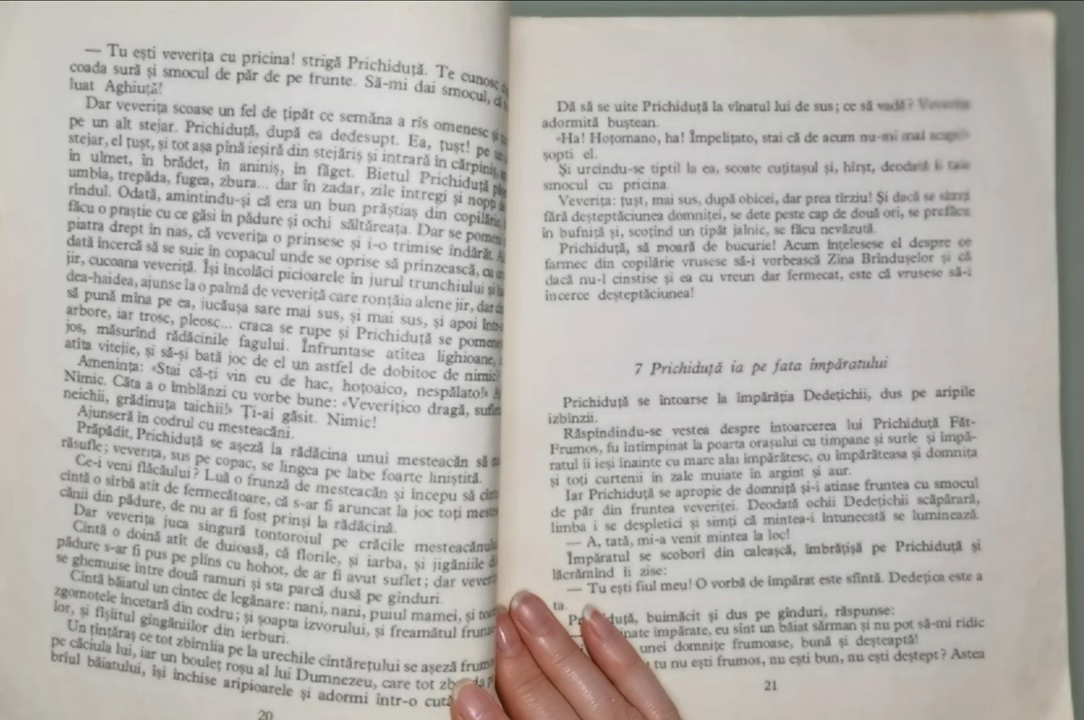 — Tu ești veverița cu pricina! strigă Prichiduță. Te cunosc
coada sură și smocul de păr de pe frunte. Să-mi dai smocul,
luat Aghiuță!
Dar veverița scoase un fel de țipăt ce semăna a rîs omenesc și
pe un alt stejar. Prichiduță, după ea dedesupt. Ea, țușt! pe
stejar, el țușt, și tot așa pînă ieșiră din stejăriș și intrară în cărpiniș,
în ulmet, în brădet, în aniniș, în făget. Bietul Prichiduță
umbla, trepăda, fugea, zbura... dar în zadar, zile întregi și nopți
rîndul. Odată, amintindu-și că era un bun prăștiaș din copilărie,
făcu o praștie cu ce găsi în pădure și ochi săltăreața. Dar se pomeni
piatra drept în nas, că veverița o prinsese și i-o trimise îndărăt.
dată încercă să se suie în copacul unde se oprise să prînzească, cu
jir, cucoana veveriță. Își încolăci picioarele în jurul trunchiului și
dea-haidea, ajunse la o palmă de veveriță care ronțăia alene jir, dar
să pună mîna pe ea, jucăușa sare mai sus, și mai sus, și apoi
arbore, iar trosc, pleosc... craca se rupe și Prichiduță se pomeni
jos, măsurînd rădăcinile fagului. Înfruntase atîtea lighioane,
atîta vitejie, și să-și bată joc de el un astfel de dobitoc de nimic!
Amenința: «Stai că-ți vin eu de hac, hoțoaico, nespălato!»
Nimic. Căta a o îmblânzi cu vorbe bune: «Veverițico dragă,
neichii, grădinuța taichii!» Ți-ai găsit. Nimic!
Ajunseră în codrul cu mesteacăni.
Prăpădit, Prichiduță se așeză la rădăcina unui mesteacăn să
răsufle; veverița, sus pe copac, se lingea pe labe foarte liniștită.
Ce-i veni flăcăului? Luă o frunză de mesteacăn și începu să
cîntă o sîrbă atît de fermecătoare, că s-ar fi aruncat la joc toți
cănii din pădure, de nu ar fi fost prinși la rădăcină.
Dar veverița juca singură tontoroiul pe crăcile mesteacănului
Cîntă o doină atît de duioasă, că florile, și iarba, și jigăniile
pădure s-ar fi pus pe plîns cu hohot, de ar fi avut suflet; dar veverița
se ghemuise între două ramuri și sta parcă dusă pe gînduri.
Cîntă băiatul un cîntec de legănare: nani, nani, puiul mamei, și
zgomotele încetară din codru; și șoapta izvorului, și freamătul
lor, și fîșîitul gingăniilor din ierburi.
Un țînțăraș ce tot zbîrnîia pe la urechile cîntărețului se așeză frumos
pe căciula lui, iar un bouleț roșu al lui Dumnezeu, care tot
briul băiatului, își închise aripioarele și adormi într-o cută
20
Dă să se uite Prichiduță la vînatul lui de sus; ce să vadă? Veverița
adormită buștean.
«Ha! Hoțomano, ha! Împelițato, stai că de acum nu-mi mai scapi»
șopti el.
Și urcîndu-se tiptil la ea, scoate cuțitașul și, hîrșt, deodată îi taie
smocul cu pricina.
Veverița: țușt, mai sus, după obicei, dar prea tîrziu! Și dacă se simți
fără deșteptăciunea domniței, se dete peste cap de două ori, se prefăcu
în bufniță și, scoțînd un țipăt jalnic, se făcu nevăzută.
Prichiduță, să moară de bucurie! Acum înțelesese el despre ce
farmec din copilărie vrusese să-i vorbească Zîna Brîndușelor și că
dacă nu-l cinstise și ea cu vreun dar fermecat, este că vrusese să-i
încerce deșteptăciunea!
7 Prichiduță ia pe fata împăratului
Prichiduță se întoarse la împărăția Dedețichii, dus pe aripile
izbînzii.
Răspîndindu-se vestea despre întoarcerea lui Prichiduță Făt-
Frumos, fu întîmpinat la poarta orașului cu timpane și surle și împă-
ratul îi ieși înainte cu mare alai împărătesc, cu împărăteasa și domnița
și toți curtenii în zale muiate în argint și aur.
Iar Prichiduță se apropie de domniță și-i atinse fruntea cu smocul
de păr din fruntea veveriței. Deodată ochii Dedețichii scăpărară,
limba i se despletici și simți că mintea-i întunecată se luminează.
— A, tată, mi-a venit mintea la loc!
Împăratul se scoborî din caleașcă, îmbrățișă pe Prichiduță și
lăcrămînd îi zise:
— Tu ești fiul meu! O vorbă de împărat este sfîntă. Dedețica este a
ta.
buimăcit și dus pe gînduri, răspunse:
împărate, eu sînt un băiat sărman și nu pot să-mi ridic
unei domnițe frumoase, bună și deșteaptă!
tu nu ești frumos, nu ești bun, nu ești deștept? Astea
21